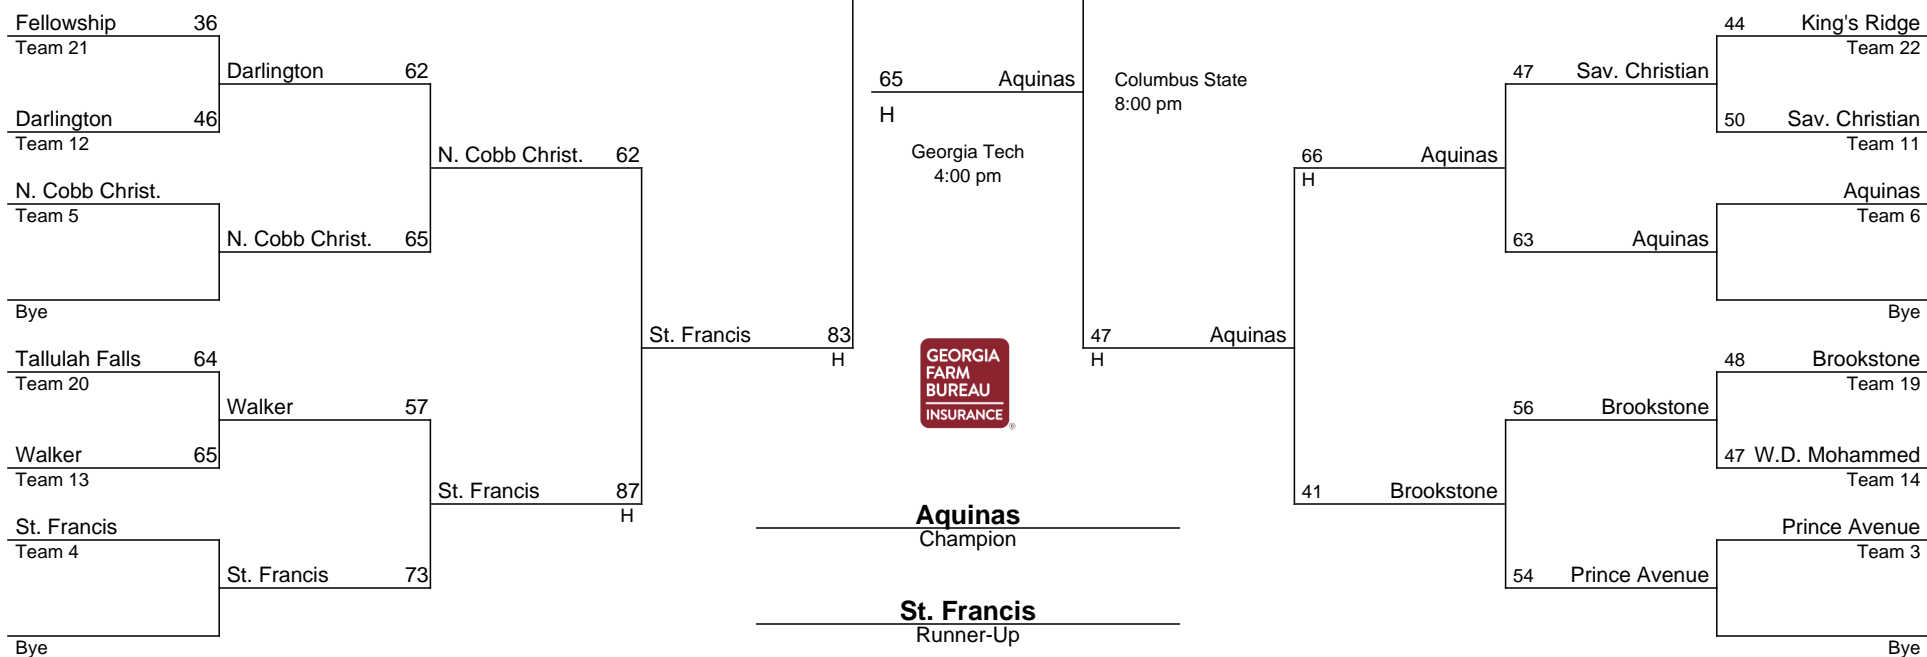 Fellowship 36
Team 21
Darlington 62
Darlington 46
Team 12
N. Cobb Christ. 62
N. Cobb Christ.
Team 5
N. Cobb Christ. 65
Bye
St. Francis 83
H
Tallulah Falls 64
Team 20
Walker 57
Walker 65
Team 13
St. Francis 87
H
St. Francis
Team 4
St. Francis 73
Bye
65 Aquinas
H
Columbus State
8:00 pm
Georgia Tech
4:00 pm
GEORGIA
FARM
BUREAU
INSURANCE
®
Aquinas
Champion
St. Francis
Runner-Up
44 King's Ridge
Team 22
47 Sav. Christian
50 Sav. Christian
Team 11
66 Aquinas
H
Aquinas
Team 6
63 Aquinas
Bye
47 Aquinas
H
48 Brookstone
Team 19
56 Brookstone
47 W.D. Mohammed
Team 14
41 Brookstone
Prince Avenue
Team 3
54 Prince Avenue
Bye